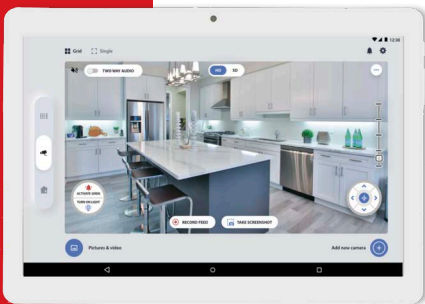 12:30
Grid Single
TWO WAY AUDIO
HD SD
ACTIVATE SIREN
TURN ON LIGHT
RECORD FEED TAKE SCREENSHOT
Pictures & video Add new camera